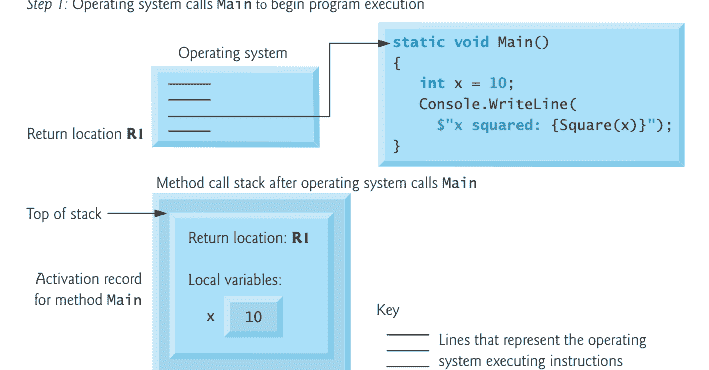 Step 1: Operating system calls Main to begin program execution
Operating system
Return location R1
static void Main()
{
int x = 10;
Console.WriteLine(
$"x squared: {Square(x)}");
}
Method call stack after operating system calls Main
Top of stack
Return location: R1
Activation record
for method Main
Local variables:
x 10
Key
Lines that represent the operating
system executing instructions